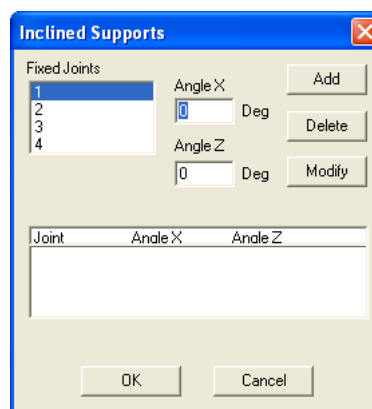 Inclined Supports
Fixed Joints
1
2
3
4
Angle X
0 Deg
Angle Z
0 Deg
Add
Delete
Modify
Joint Angle X Angle Z
OK Cancel